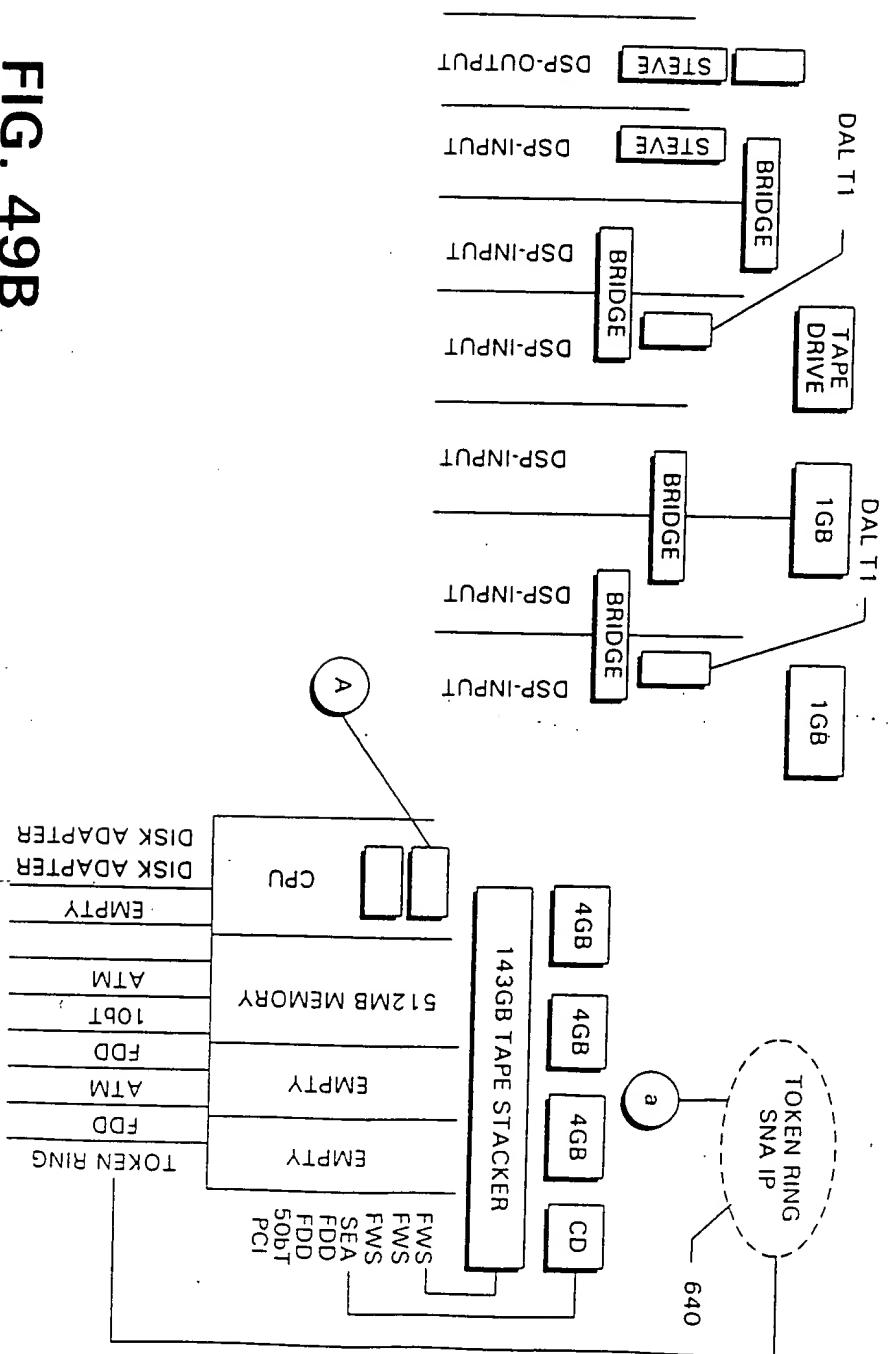 DAL T1
DAL T1
STEVE
DSP-OUTPUT
STEVE
DSP-INPUT
BRIDGE
DSP-INPUT
BRIDGE
DSP-INPUT
TAPE
DRIVE
DSP-INPUT
BRIDGE
1GB
DSP-INPUT
BRIDGE
DSP-INPUT
1GB
A
TOKEN RING
SNA IP
640
a
4GB
4GB
4GB
CD
143GB TAPE STACKER
FWS
FWS
FWS
SEA
FDD
FDD
50bT
PCI
CPU
512MB MEMORY
EMPTY
EMPTY
DISK ADAPTER
DISK ADAPTER
EMPTY
ATM
10bT
FDD
ATM
FDD
TOKEN RING
FIG. 49B